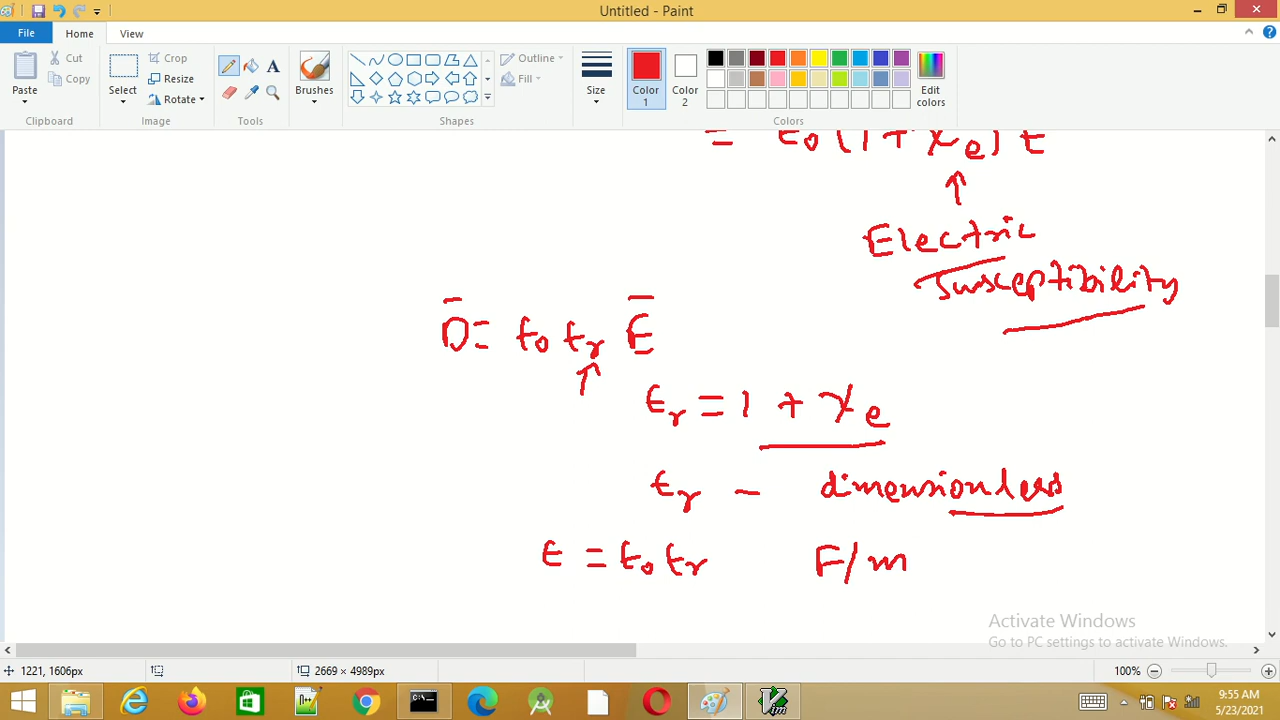 Untitled - Paint
File Home View
Paste
Cut
Copy
Clipboard
Select
Crop
Resize
Rotate
Image
Tools
Brushes
Shapes
Outline
Fill
Size
Color 1
Color 2
Edit colors
Colors
= ε₀(1+χe) E
Electric
Susceptibility
D̅ = ε₀ εr E̅
εr = 1 + χe
εr - dimensionless
ε = ε₀ εr F/m
Activate Windows
Go to PC settings to activate Windows.
1221, 1606px
2669 × 4989px
100%
9:55 AM
5/23/2021